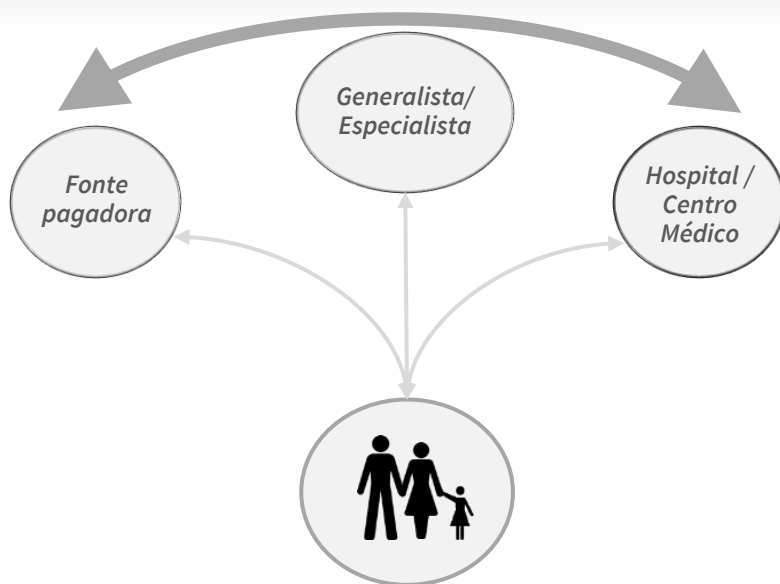 Generalista/
Especialista
Fonte
pagadora
Hospital /
Centro
Médico